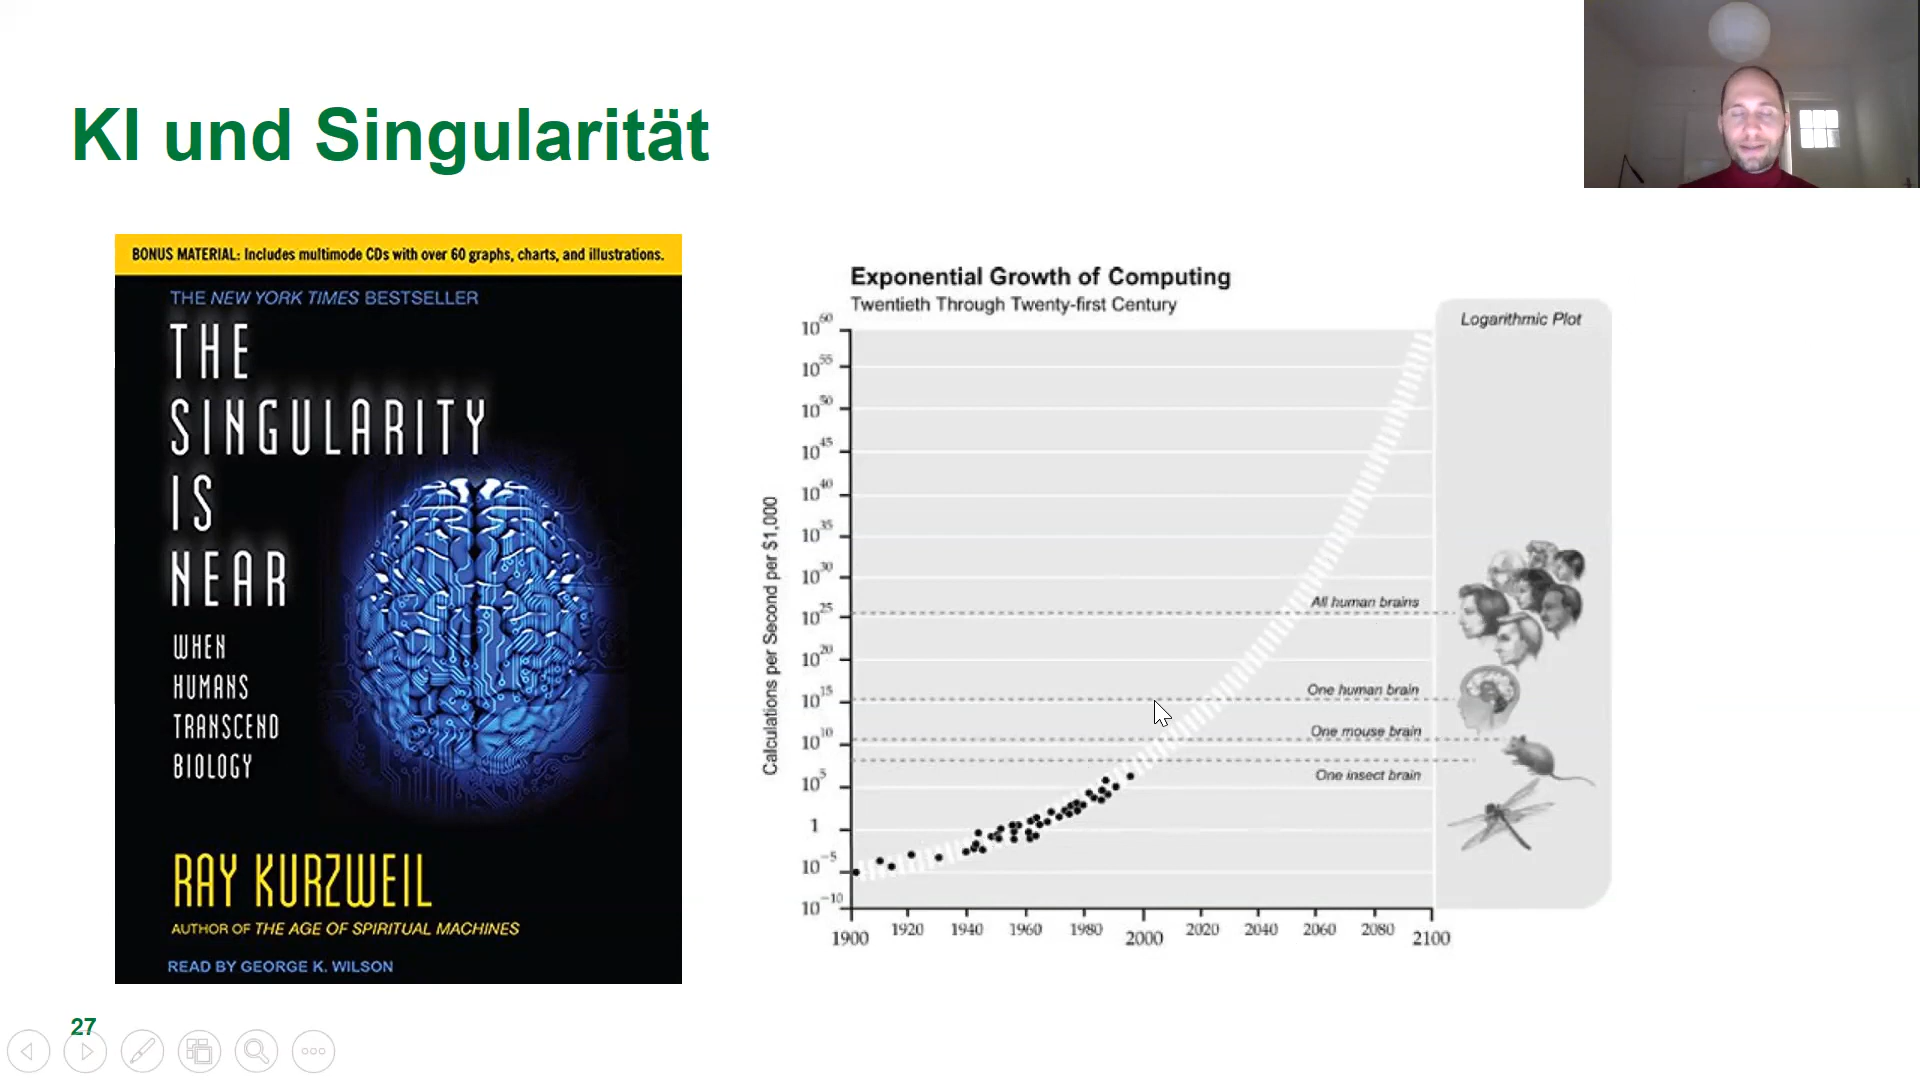 KI und Singularität
BONUS MATERIAL: Includes multimode CDs with over 60 graphs, charts, and illustrations.
THE NEW YORK TIMES BESTSELLER
THE
SINGULARITY
IS
NEAR
WHEN
HUMANS
TRANSCEND
BIOLOGY
RAY KURZWEIL
AUTHOR OF THE AGE OF SPIRITUAL MACHINES
READ BY GEORGE K. WILSON
Exponential Growth of Computing
Twentieth Through Twenty-first Century
Logarithmic Plot
Calculations per Second per $1,000
10^60
10^55
10^50
10^45
10^40
10^35
10^30
10^25
10^20
10^15
10^10
10^5
1
10^-5
10^-10
All human brains
One human brain
One mouse brain
One insect brain
1900 1920 1940 1960 1980 2000 2020 2040 2060 2080 2100
27